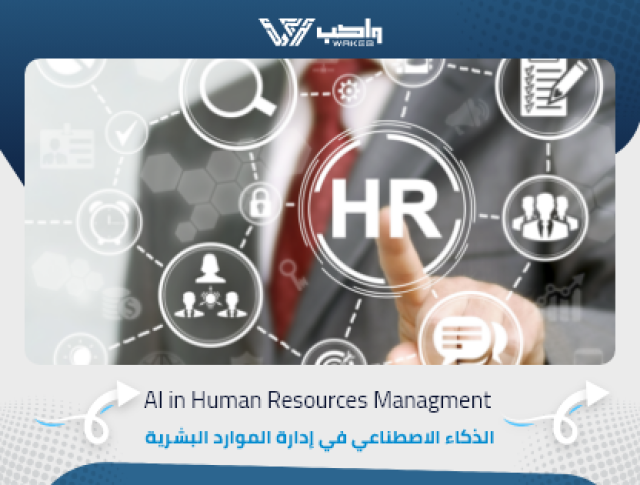 واكب
WAKEB
HR
AI in Human Resources Managment
الذكاء الاصطناعي في إدارة الموارد البشرية